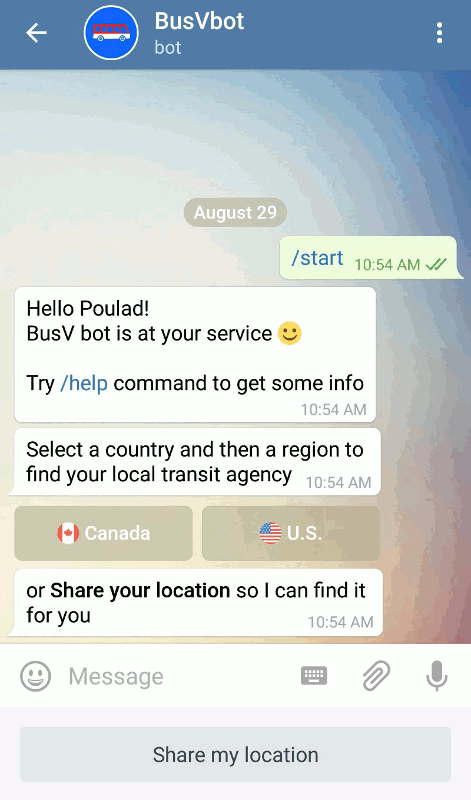 BusVbot
bot
August 29
/start 10:54 AM
Hello Poulad!
BusV bot is at your service
Try /help command to get some info
10:54 AM
Select a country and then a region to
find your local transit agency 10:54 AM
Canada
U.S.
or Share your location so I can find it
for you
10:54 AM
Message
Share my location